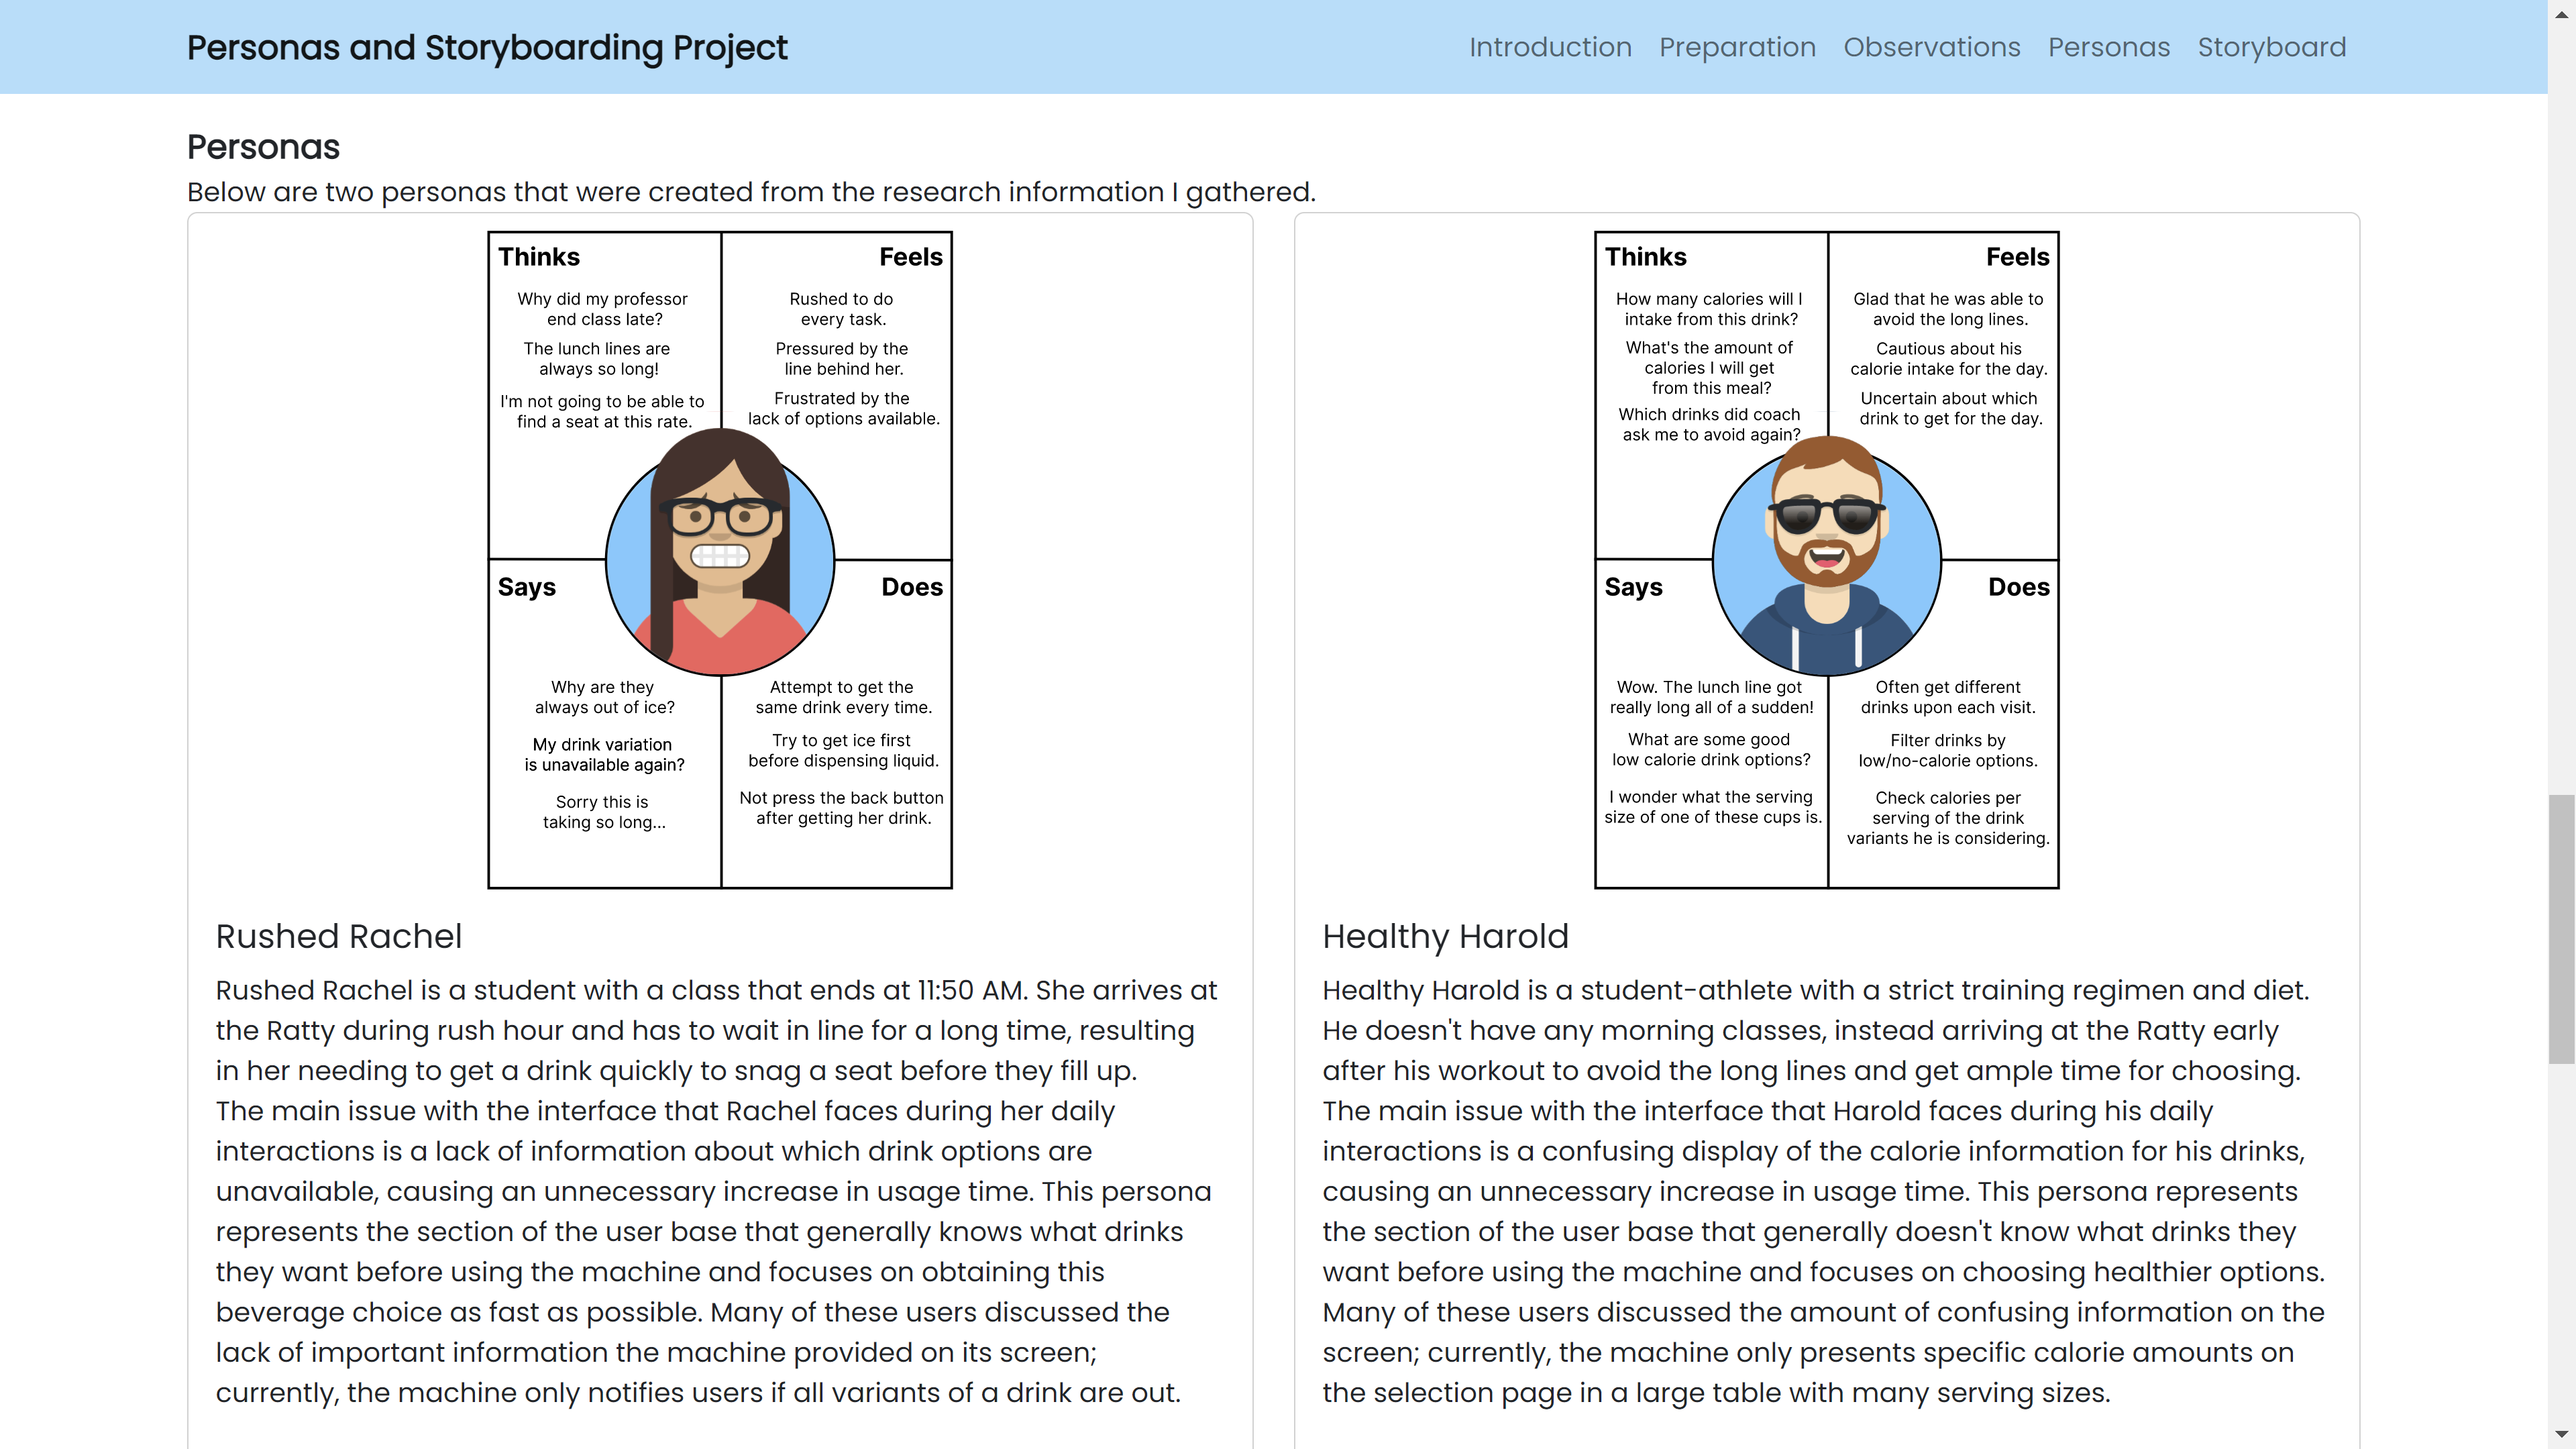 Personas and Storyboarding Project
Introduction
Preparation
Observations
Personas
Storyboard
Personas
Below are two personas that were created from the research information I gathered.
Thinks
Why did my professor
end class late?
The lunch lines are
always so long!
I'm not going to be able to
find a seat at this rate.
Feels
Rushed to do
every task.
Pressured by the
line behind her.
Frustrated by the
lack of options available.
Says
Why are they
always out of ice?
My drink variation
is unavailable again?
Sorry this is
taking so long...
Does
Attempt to get the
same drink every time.
Try to get ice first
before dispensing liquid.
Not press the back button
after getting her drink.
Rushed Rachel
Rushed Rachel is a student with a class that ends at 11:50 AM. She arrives at
the Ratty during rush hour and has to wait in line for a long time, resulting
in her needing to get a drink quickly to snag a seat before they fill up.
The main issue with the interface that Rachel faces during her daily
interactions is a lack of information about which drink options are
unavailable, causing an unnecessary increase in usage time. This persona
represents the section of the user base that generally knows what drinks
they want before using the machine and focuses on obtaining this
beverage choice as fast as possible. Many of these users discussed the
lack of important information the machine provided on its screen;
currently, the machine only notifies users if all variants of a drink are out.
Thinks
How many calories will I
intake from this drink?
What's the amount of
calories I will get
from this meal?
Which drinks did coach
ask me to avoid again?
Feels
Glad that he was able to
avoid the long lines.
Cautious about his
calorie intake for the day.
Uncertain about which
drink to get for the day.
Says
Wow. The lunch line got
really long all of a sudden!
What are some good
low calorie drink options?
I wonder what the serving
size of one of these cups is.
Does
Often get different
drinks upon each visit.
Filter drinks by
low/no-calorie options.
Check calories per
serving of the drink
variants he is considering.
Healthy Harold
Healthy Harold is a student-athlete with a strict training regimen and diet.
He doesn't have any morning classes, instead arriving at the Ratty early
after his workout to avoid the long lines and get ample time for choosing.
The main issue with the interface that Harold faces during his daily
interactions is a confusing display of the calorie information for his drinks,
causing an unnecessary increase in usage time. This persona represents
the section of the user base that generally doesn't know what drinks they
want before using the machine and focuses on choosing healthier options.
Many of these users discussed the amount of confusing information on the
screen; currently, the machine only presents specific calorie amounts on
the selection page in a large table with many serving sizes.